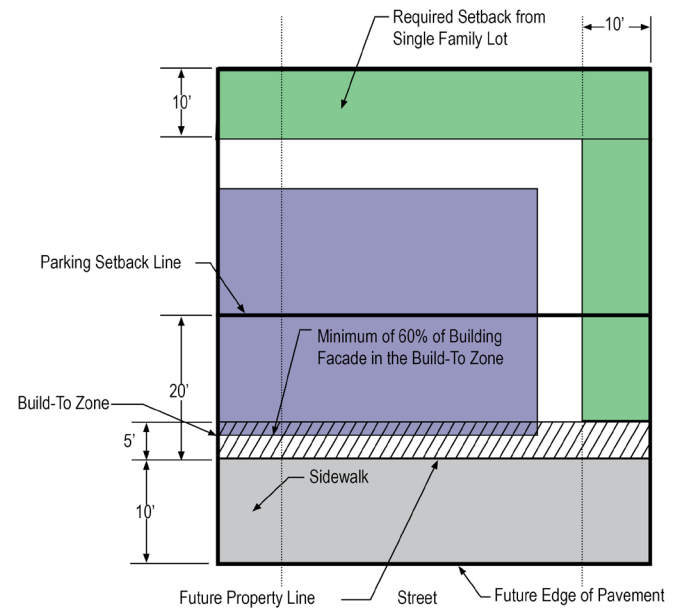 Required Setback from
Single Family Lot
10'
10'
Parking Setback Line
Minimum of 60% of Building
Facade in the Build-To Zone
20'
Build-To Zone
5'
Sidewalk
10'
Future Property Line
Street
Future Edge of Pavement